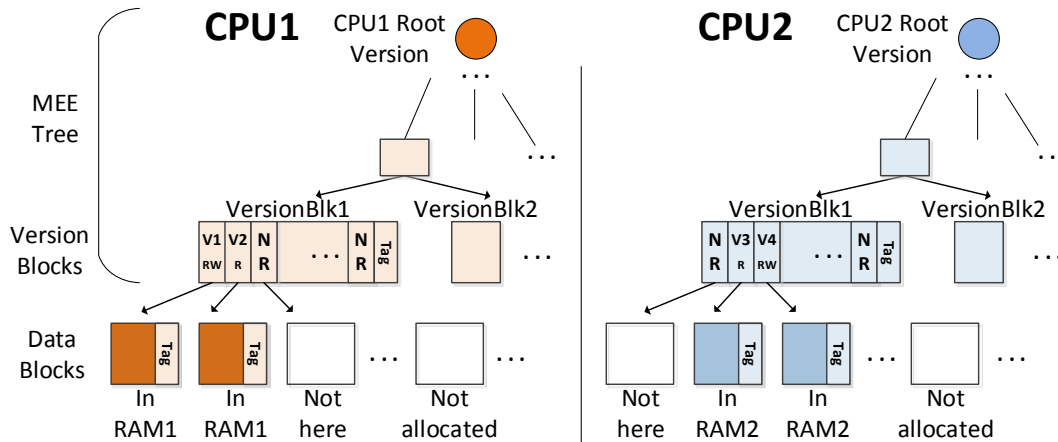 CPU1
CPU1 Root
Version
...
MEE
Tree
...
VersionBlk1
VersionBlk2
Version
Blocks
V1
RW
V2
R
N
R
...
N
R
Tag
...
Data
Blocks
Tag
Tag
...
...
In
RAM1
In
RAM1
Not
here
Not
allocated
CPU2
CPU2 Root
Version
...
...
VersionBlk1
VersionBlk2
N
R
V3
R
V4
RW
...
N
R
Tag
...
Tag
Tag
...
...
Not
here
In
RAM2
In
RAM2
Not
allocated